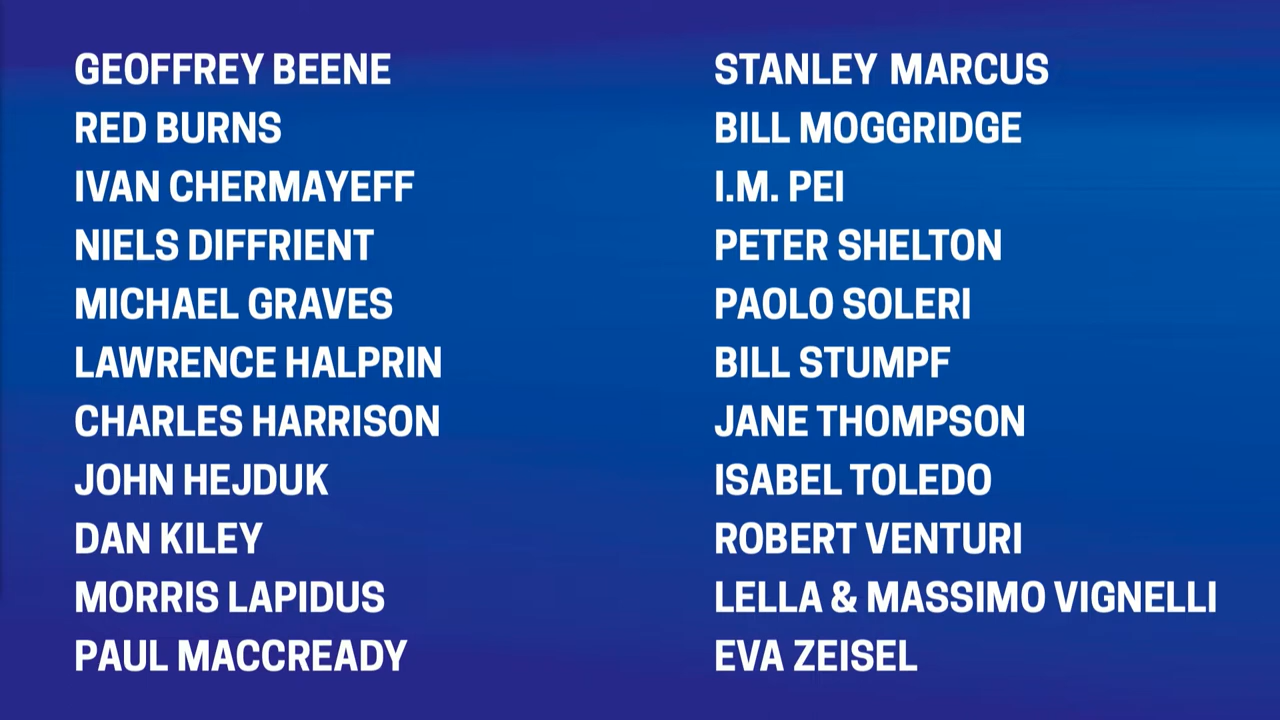 GEOFFREY BEENE
RED BURNS
IVAN CHERMAYEFF
NIELS DIFFRIENT
MICHAEL GRAVES
LAWRENCE HALPRIN
CHARLES HARRISON
JOHN HEJDUK
DAN KILEY
MORRIS LAPIDUS
PAUL MACCREADY
STANLEY MARCUS
BILL MOGGRIDGE
I.M. PEI
PETER SHELTON
PAOLO SOLERI
BILL STUMPF
JANE THOMPSON
ISABEL TOLEDO
ROBERT VENTURI
LELLA & MASSIMO VIGNELLI
EVA ZEISEL